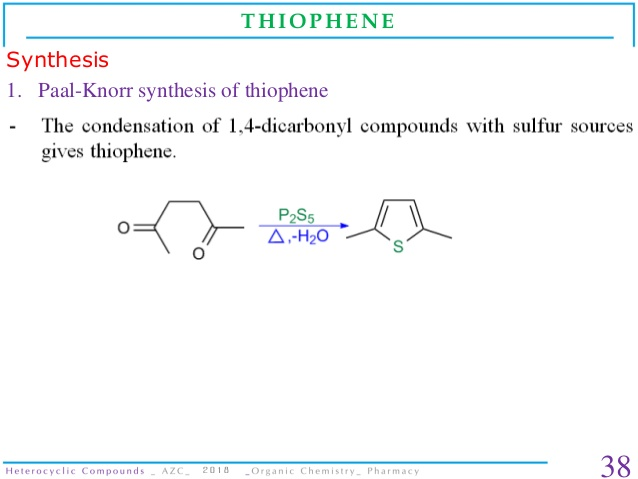 THIOPHENE
Synthesis
1. Paal-Knorr synthesis of thiophene
- The condensation of 1,4-dicarbonyl compounds with sulfur sources
gives thiophene.
P₂S₅
△,-H₂O
O
O
S
Heterocyclic Compounds _ AZC_ 2018 _Organic Chemistry_ Pharmacy
38